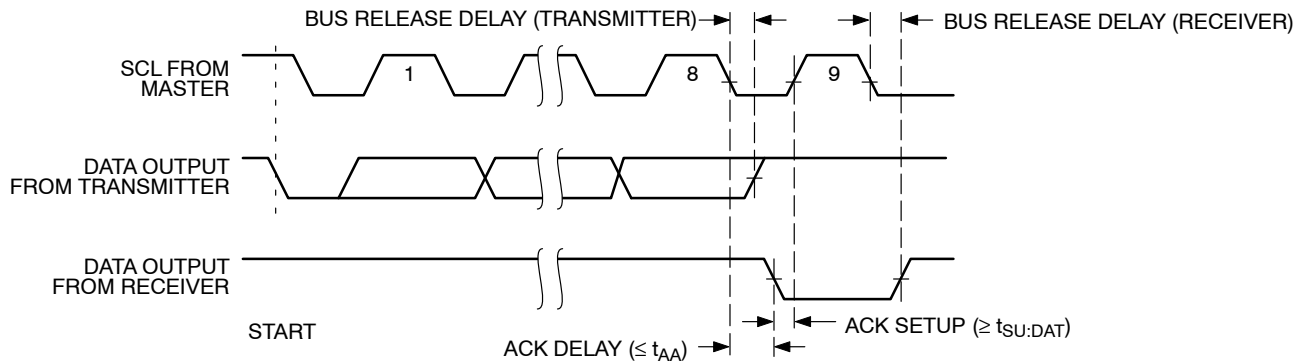 BUS RELEASE DELAY (TRANSMITTER)
BUS RELEASE DELAY (RECEIVER)
SCL FROM
MASTER
1
8
9
DATA OUTPUT
FROM TRANSMITTER
DATA OUTPUT
FROM RECEIVER
START
ACK SETUP (≥ tSU:DAT)
ACK DELAY (≤ tAA)